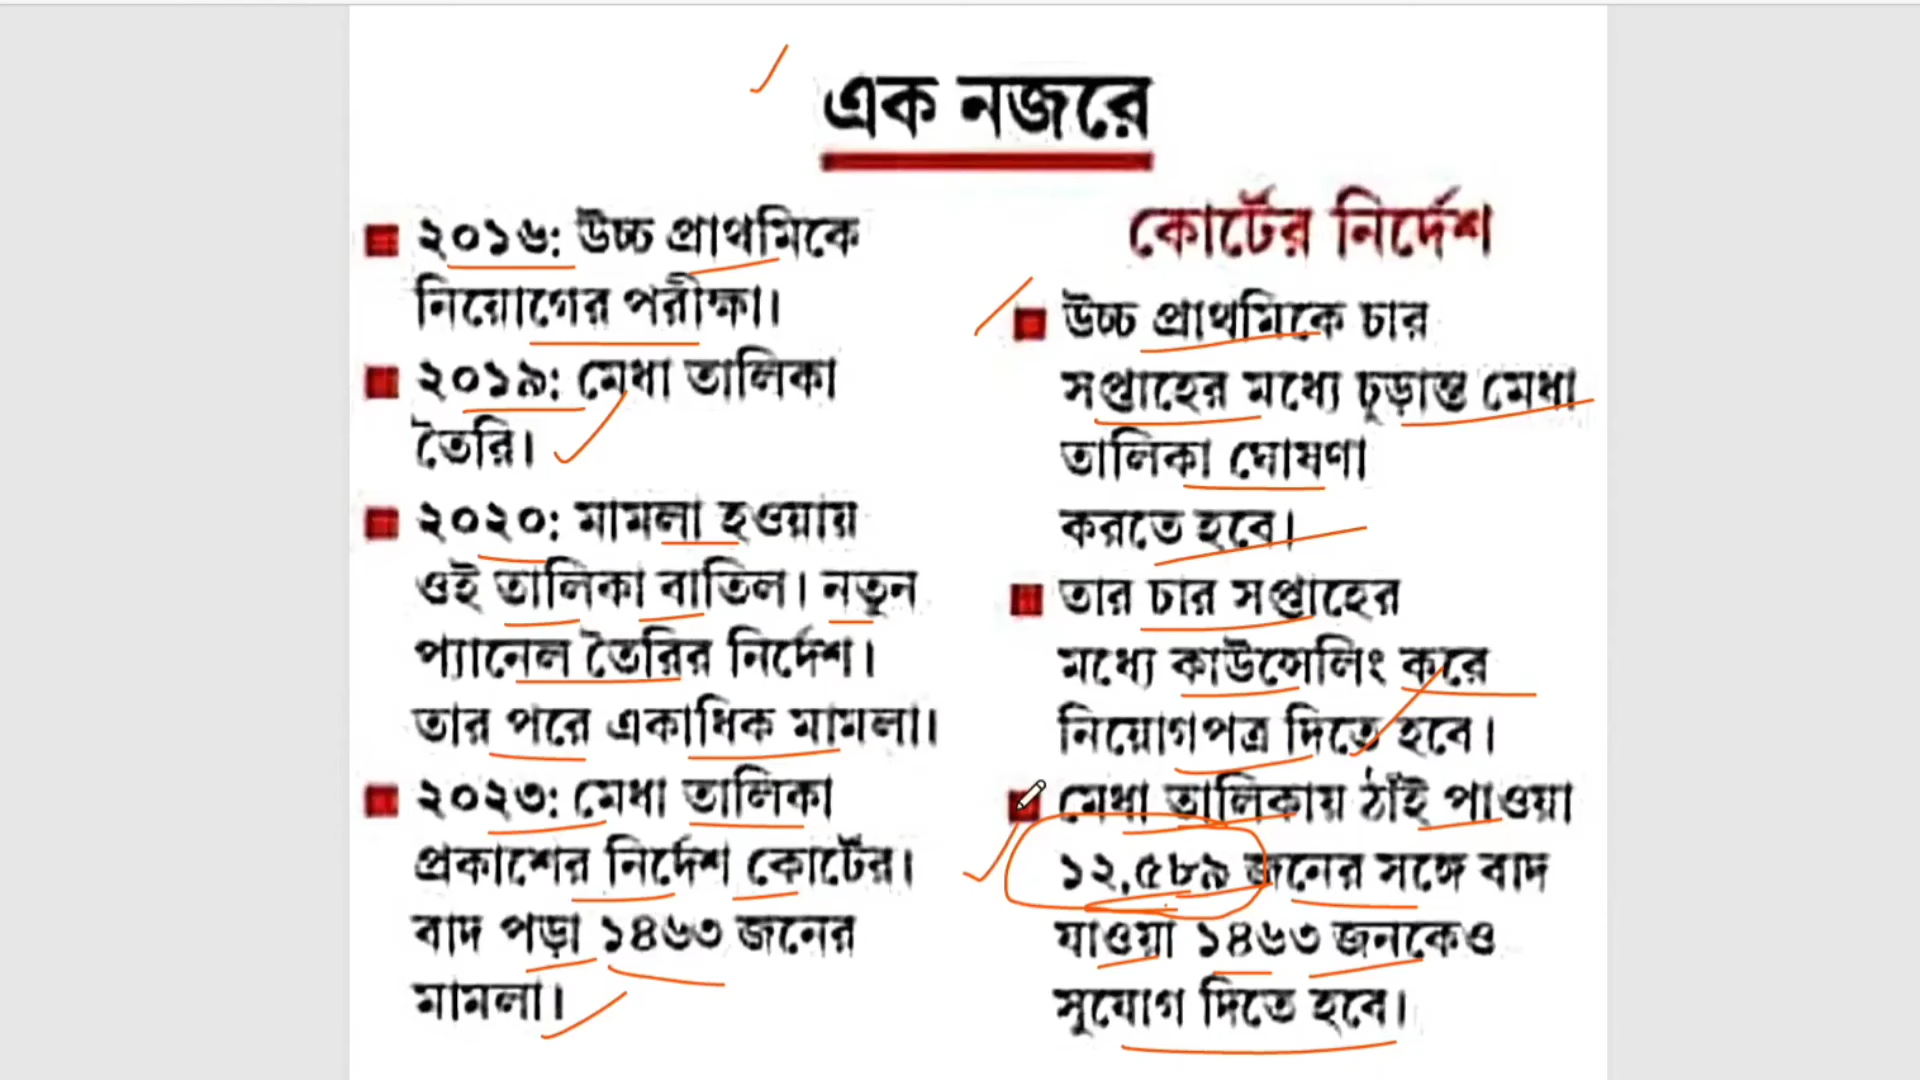 এক নজরে
২০১৬: উচ্চ প্রাথমিকে
নিয়োগের পরীক্ষা।
২০১৯: মেধা তালিকা
তৈরি।
২০২০: মামলা হওয়ায়
ওই তালিকা বাতিল। নতুন
প্যানেল তৈরির নির্দেশ।
তার পরে একাধিক মামলা।
২০২৩: মেধা তালিকা
প্রকাশের নির্দেশ কোর্টের।
বাদ পড়া ১৪৬৩ জনের
মামলা।
কোর্টের নির্দেশ
উচ্চ প্রাথমিকে চার
সপ্তাহের মধ্যে চূড়ান্ত মেধা
তালিকা ঘোষণা
করতে হবে।
তার চার সপ্তাহের
মধ্যে কাউন্সেলিং করে
নিয়োগপত্র দিতে হবে।
মেধা তালিকায় ঠাঁই পাওয়া
১২,৫৮৯ জনের সঙ্গে বাদ
যাওয়া ১৪৬৩ জনকেও
সুযোগ দিতে হবে।